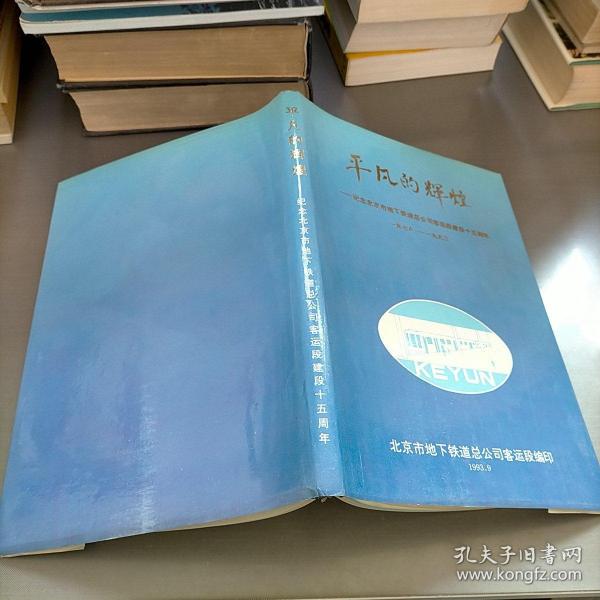 平凡的辉煌
——纪念北京市地下铁道总公司客运段建段十五周年
一九七八——一九九三
KEYUN
北京市地下铁道总公司客运段编印
1993.9
平凡的辉煌——纪念北京市地下铁道总公司客运段建段十五周年
孔夫子旧书网
www.kongfz.com